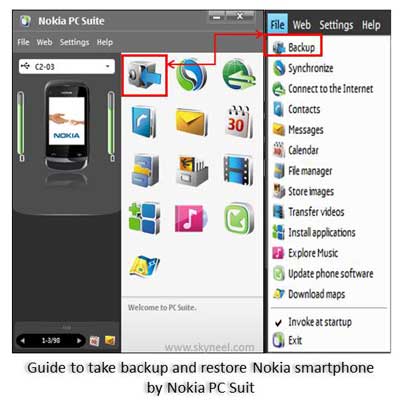 Nokia PC Suite
File Web Settings Help
C2-03
NOKIA
30
1-3/98
Welcome to PC Suite.
www.skyneel.com
File Web Settings Help
Backup
Synchronize
Connect to the Internet
Contacts
Messages
Calendar
File manager
Store images
Transfer videos
Install applications
Explore Music
Update phone software
Download maps
Invoke at startup
Exit
Guide to take backup and restore Nokia smartphone
by Nokia PC Suit